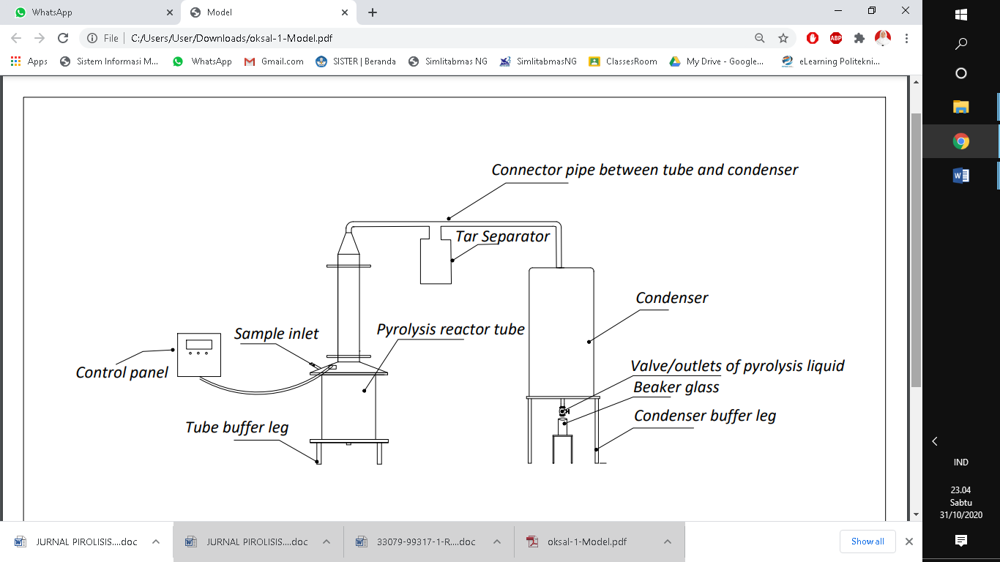 WhatsApp
Model
File
C:/Users/User/Downloads/oksal-1-Model.pdf
ABP
Apps
Sistem Informasi M...
WhatsApp
Gmail.com
SISTER | Beranda
Simlitabmas NG
SimlitabmasNG
ClassesRoom
My Drive - Google...
eLearning Politekni...
Connector pipe between tube and condenser
Tar Separator
Condenser
Sample inlet
Pyrolysis reactor tube
Control panel
Valve/outlets of pyrolysis liquid
Beaker glass
Condenser buffer leg
Tube buffer leg
IND
23.04
Sabtu
31/10/2020
JURNAL PIROLISIS....doc
JURNAL PIROLISIS....doc
33079-99317-1-R....doc
oksal-1-Model.pdf
Show all